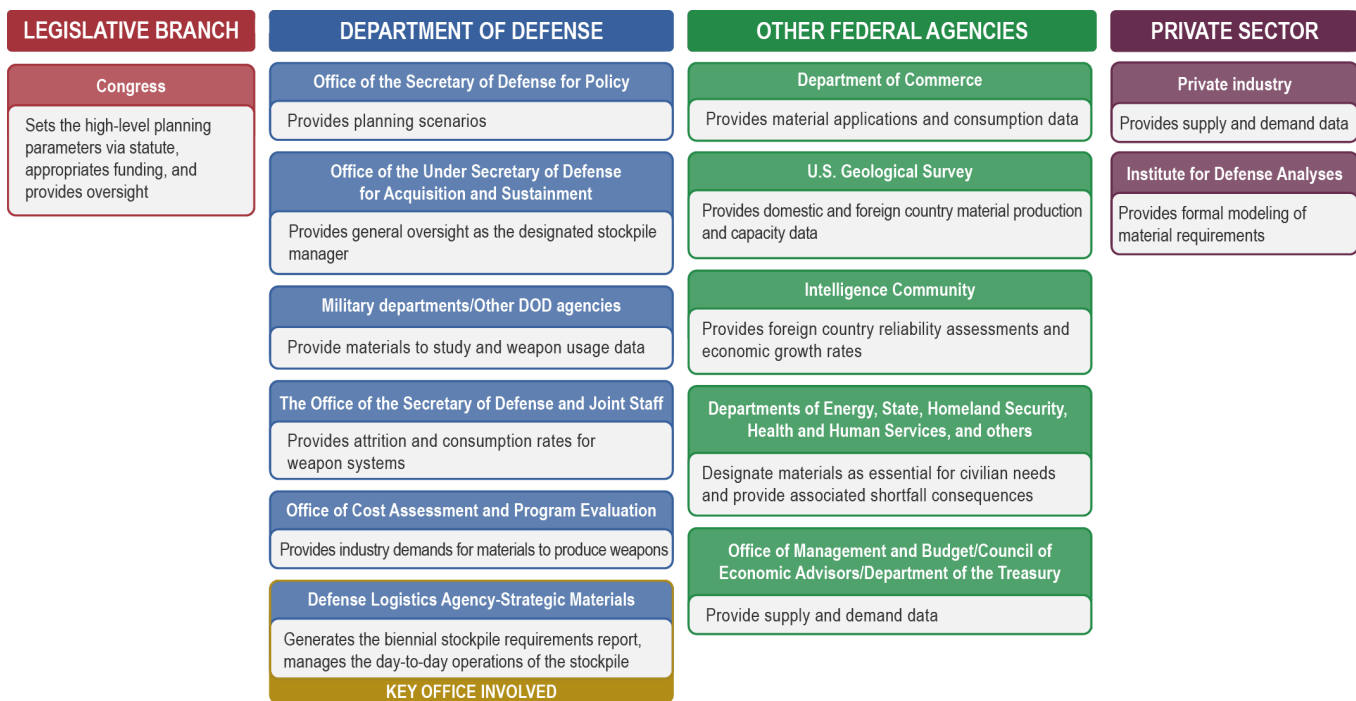 LEGISLATIVE BRANCH
Congress
Sets the high-level planning
parameters via statute,
appropriates funding, and
provides oversight
DEPARTMENT OF DEFENSE
Office of the Secretary of Defense for Policy
Provides planning scenarios
Office of the Under Secretary of Defense
for Acquisition and Sustainment
Provides general oversight as the designated stockpile
manager
Military departments/Other DOD agencies
Provide materials to study and weapon usage data
The Office of the Secretary of Defense and Joint Staff
Provides attrition and consumption rates for
weapon systems
Office of Cost Assessment and Program Evaluation
Provides industry demands for materials to produce weapons
Defense Logistics Agency-Strategic Materials
Generates the biennial stockpile requirements report,
manages the day-to-day operations of the stockpile
KEY OFFICE INVOLVED
OTHER FEDERAL AGENCIES
Department of Commerce
Provides material applications and consumption data
U.S. Geological Survey
Provides domestic and foreign country material production
and capacity data
Intelligence Community
Provides foreign country reliability assessments and
economic growth rates
Departments of Energy, State, Homeland Security,
Health and Human Services, and others
Designate materials as essential for civilian needs
and provide associated shortfall consequences
Office of Management and Budget/Council of
Economic Advisors/Department of the Treasury
Provide supply and demand data
PRIVATE SECTOR
Private industry
Provides supply and demand data
Institute for Defense Analyses
Provides formal modeling of
material requirements